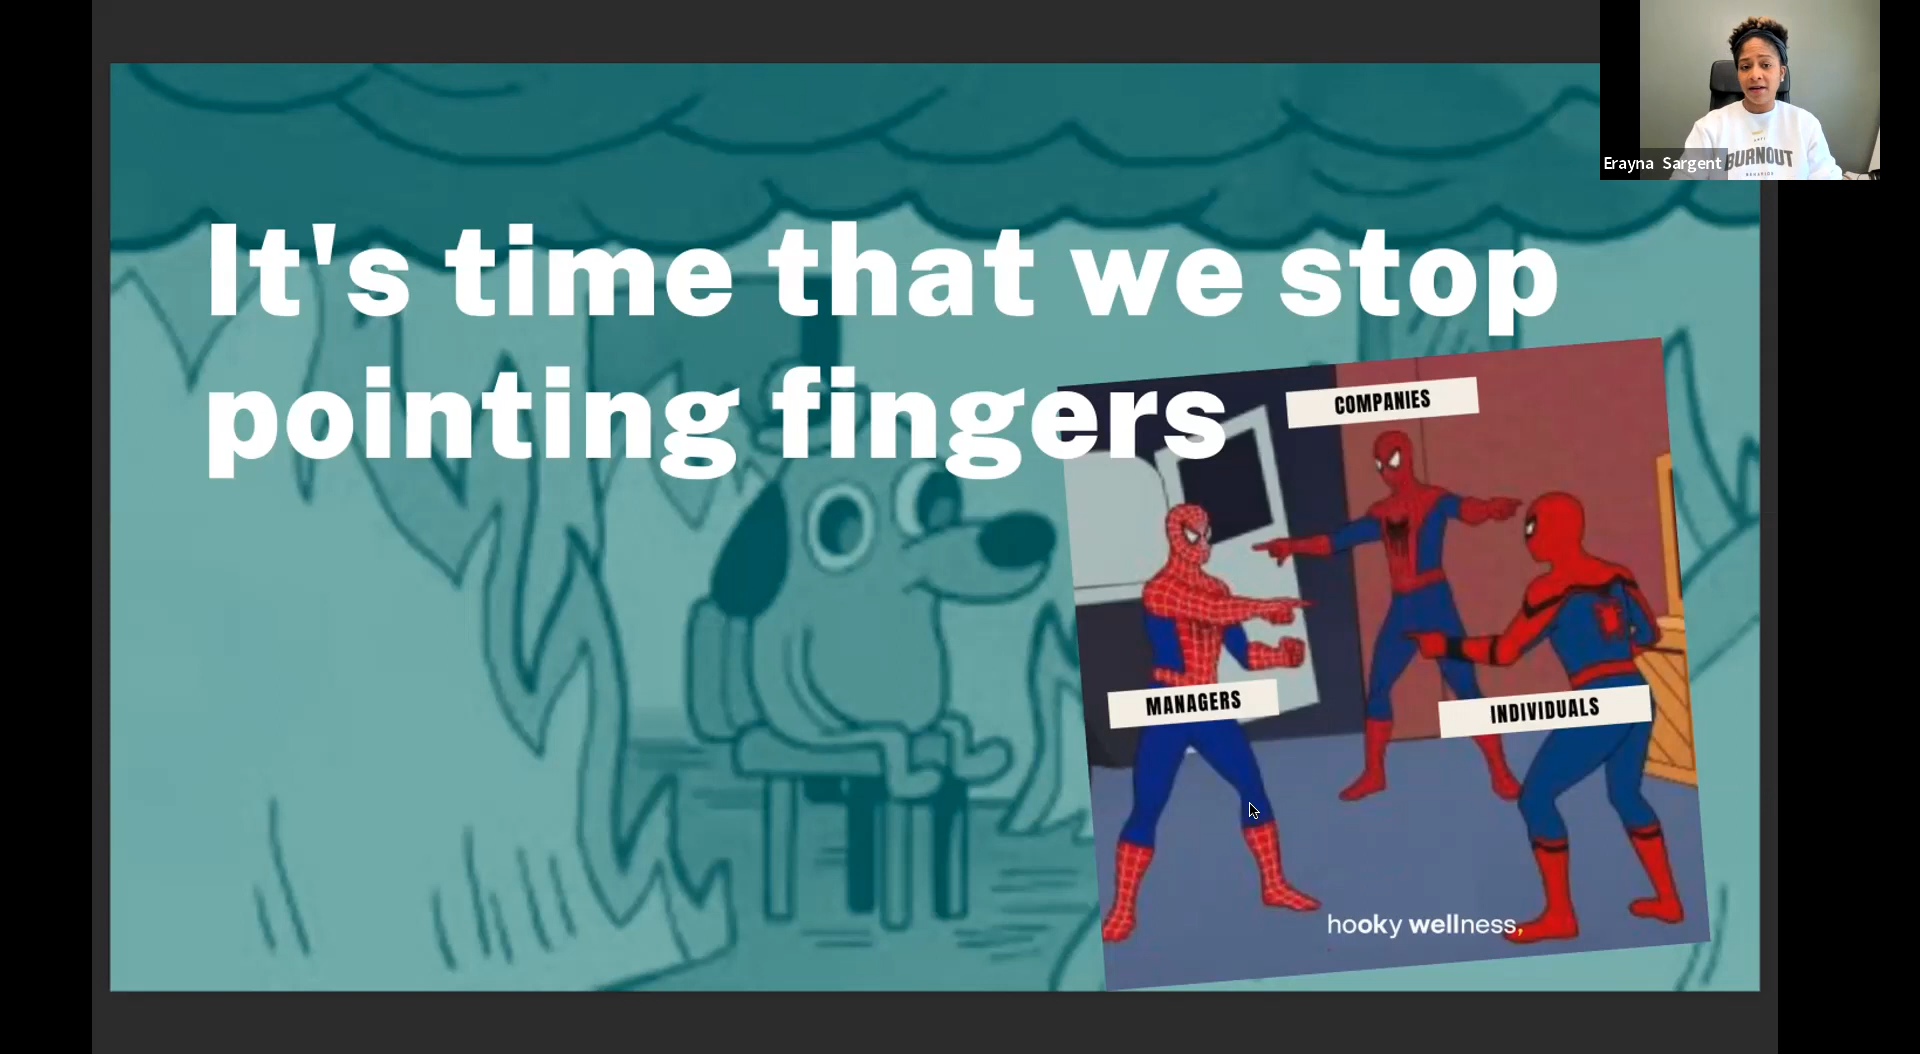 It's time that we stop
pointing fingers
COMPANIES
MANAGERS
INDIVIDUALS
hooky wellness,
Erayna Sargent
BURNOUT